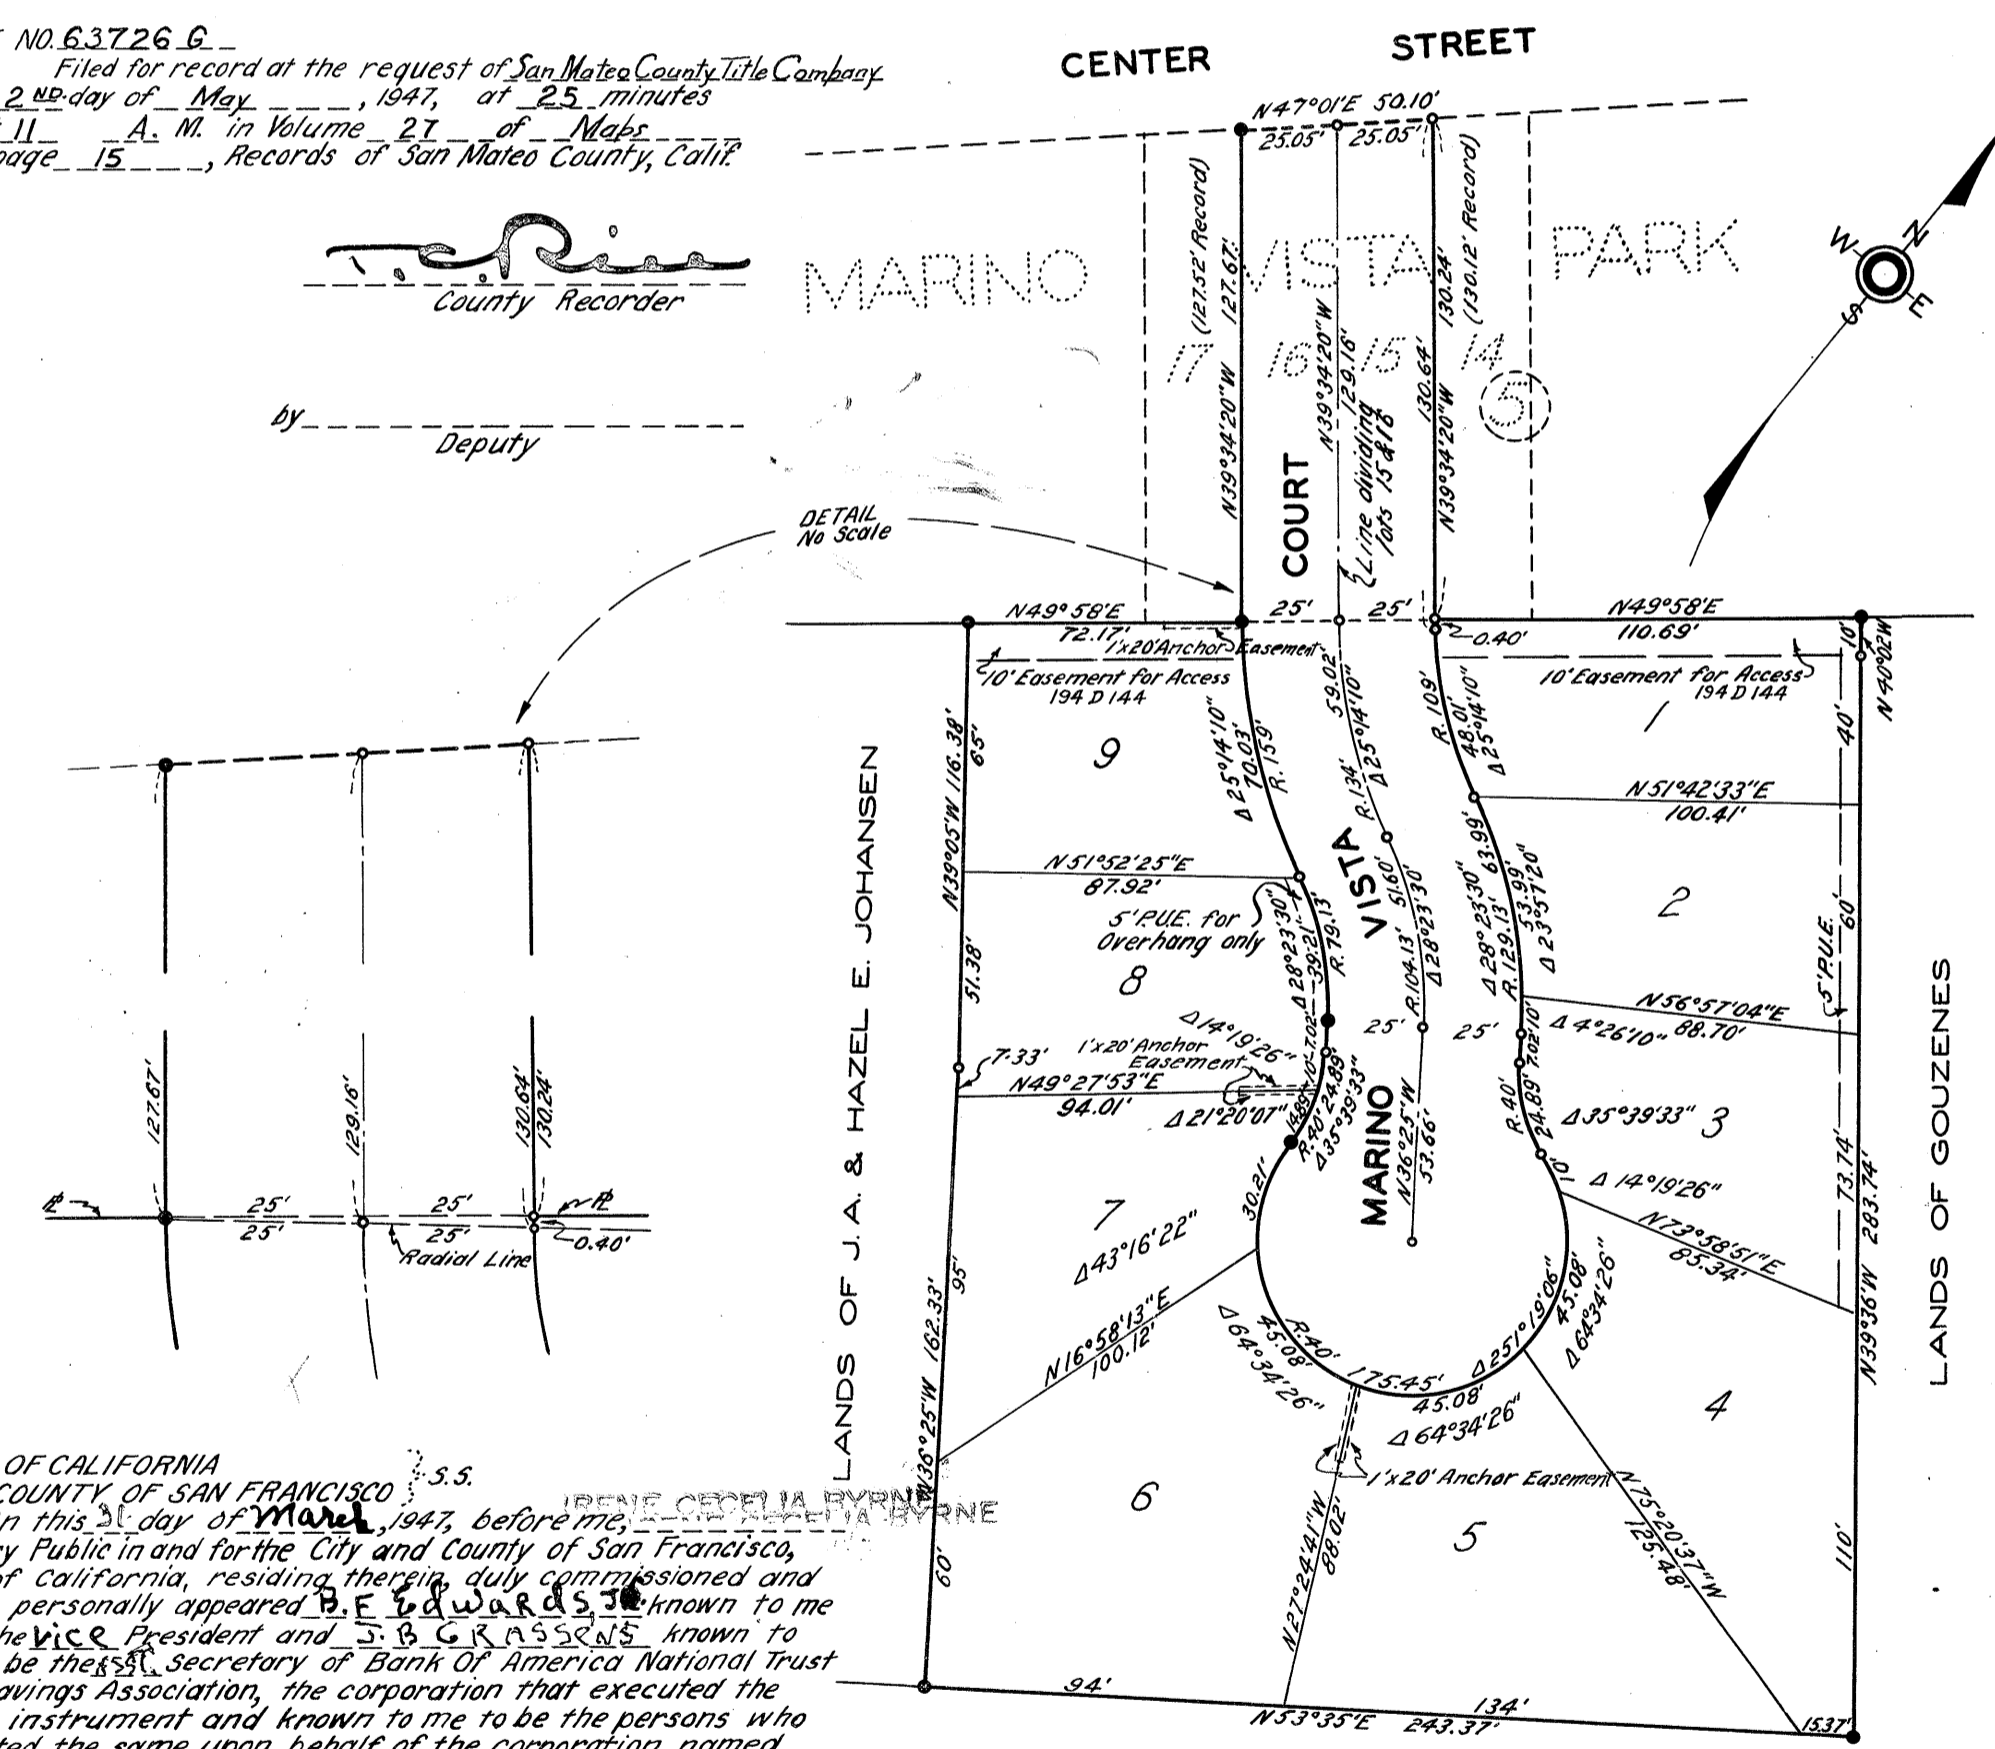 NO. 63726 G
Filed for record at the request of San Mateo County Title Company
2ND day of May, 1947, at 25 minutes
11 A. M. in Volume 27 of Maps
page 15, Records of San Mateo County, Calif.
County Recorder
by
Deputy
CENTER STREET
N47°01'E 50.10'
25.05' 25.05'
MARINO VISTA PARK
17 16 15 14
5
(127.52' Record)
127.67'
N39°34'20"W
N39°34'20"W
129.16'
Line dividing
lots 15 & 16
130.64'
130.24'
(130.12' Record)
N39°34'20"W
COURT
W N
S E
DETAIL
No Scale
N49°58'E
72.17'
25' 25'
N49°58'E
110.69'
0.40'
10'
N40°02'W
1'x20' Anchor Easement
10' Easement for Access
194 D 144
10' Easement for Access
194 D 144
1
40'
9
N39°05'W 116.38'
65'
Δ25°14'10"
70.03'
R.159'
59.02'
R.134'
Δ25°14'10"
R.109'
48.01'
Δ25°14'10"
N51°42'33"E
100.41'
N51°52'25"E
87.92'
5' P.U.E. for
Overhang only
8
51.38'
Δ28°23'30"
39.21'
R.79.13'
VISTA
51.60'
R.104.13'
Δ28°23'30"
Δ28°23'30" 63.99'
R.129.13' 53.99'
Δ23°57'20"
2
60'
5' P.U.E.
N56°57'04"E
88.70'
Δ4°26'10"
10'
7.02'
25' 25'
Δ14°19'26"
10' 7.02'
7.33'
1'x20' Anchor
Easement
N49°27'53"E
94.01'
Δ21°20'07"
14.89'
R.40' 24.89'
Δ35°39'33"
MARINO
N36°25'W
53.66'
R.40'
24.89'
Δ35°39'33"
3
10'
Δ14°19'26"
73.74'
N73°58'51"E
85.34'
N39°36'W 283.74'
LANDS OF GOUZENES
LANDS OF J. A. & HAZEL E. JOHANSEN
30.21'
7
Δ43°16'22"
95'
N36°25'W 162.33'
N16°58'13"E
100.12'
R.40'
45.08'
Δ64°34'26"
175.45'
Δ251°19'06"
45.08'
Δ64°34'26"
45.08'
Δ64°34'26"
4
6
5
1'x20' Anchor Easement
N27°24'41"W
88.02'
N75°20'37"W
125.48'
110'
60'
94'
134'
N53°35'E 243.37'
15.37'
127.67'
129.16'
130.64'
130.24'
25' 25'
25' 25'
Radial Line
0.40'
OF CALIFORNIA
COUNTY OF SAN FRANCISCO } S.S.
n this 31 day of March, 1947, before me, IRENE CECELIA BYRNE
y Public in and for the City and County of San Francisco,
of California, residing therein, duly commissioned and
personally appeared B.F Edwards, Jr. known to me
he vice President and J.B GRASSENS known to
be the Asst. Secretary of Bank Of America National Trust
avings Association, the corporation that executed the
instrument and known to me to be the persons who
ted the same upon behalf of the corporation named